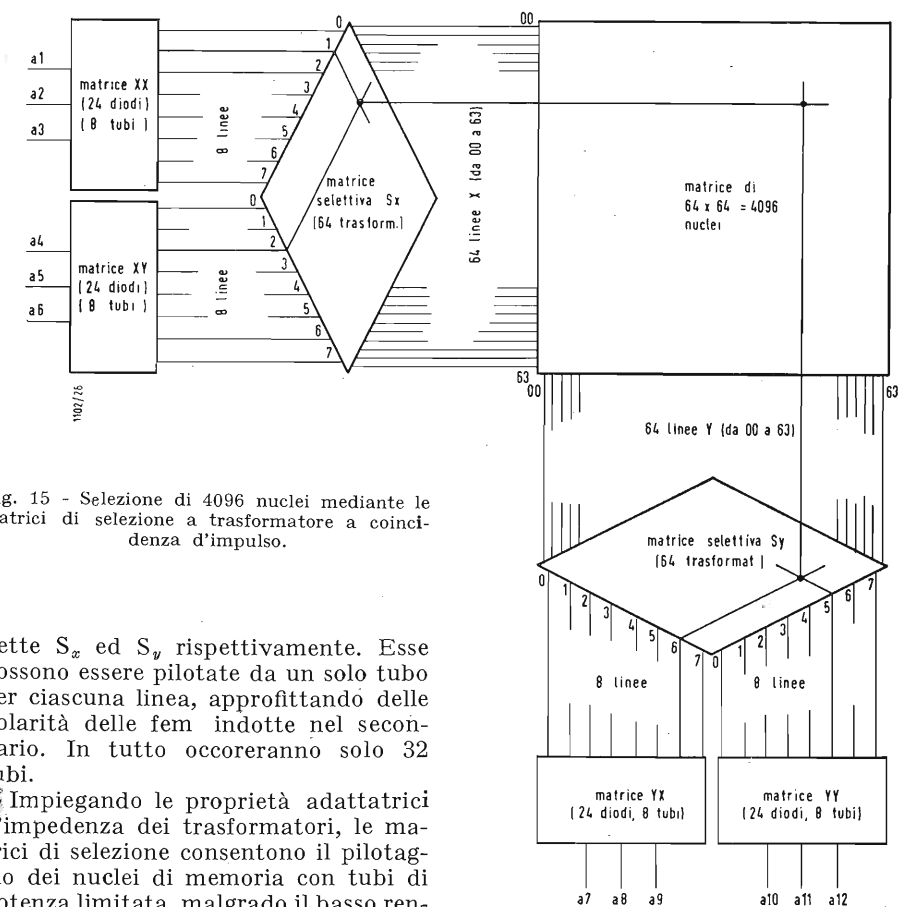 00
0
1
2
3
4
5
6
7
a1
a2
a3
matrice XX
(24 diodi)
( 8 tubi )
8 linee
0
1
2
3
4
5
6
7
a4
a5
a6
matrice XY
(24 diodi)
( 8 tubi )
8 linee
matrice
selettiva Sx
(64 trasform.)
64 linee X (da 00 a 63)
matrice di
64 x 64 = 4096
nuclei
63
00
63
1102/26
64 linee Y (da 00 a 63)
g. 15 - Selezione di 4096 nuclei mediante le
atrici di selezione a trasformatore a coinci-
denza d'impulso.
matrice selettiva Sy
(64 trasformat )
0
1
2
3
4
5
6
7
0
1
2
3
4
5
6
7
8 linee
8 linee
matrice YX
(24 diodi, 8 tubi)
matrice YY
(24 diodi, 8 tubi)
a7 a8 a9
a10 a11 a12
ette Sx ed Sy rispettivamente. Esse
ossono essere pilotate da un solo tubo
er ciascuna linea, approfittando delle
olarità delle fem indotte nel secon-
ario. In tutto occoreranno solo 32
ubi.
Impiegando le proprietà adattatrici
'impedenza dei trasformatori, le ma-
rici di selezione consentono il pilotag-
o dei nuclei di memoria con tubi di
otenza limitata, malgrado il basso ren-